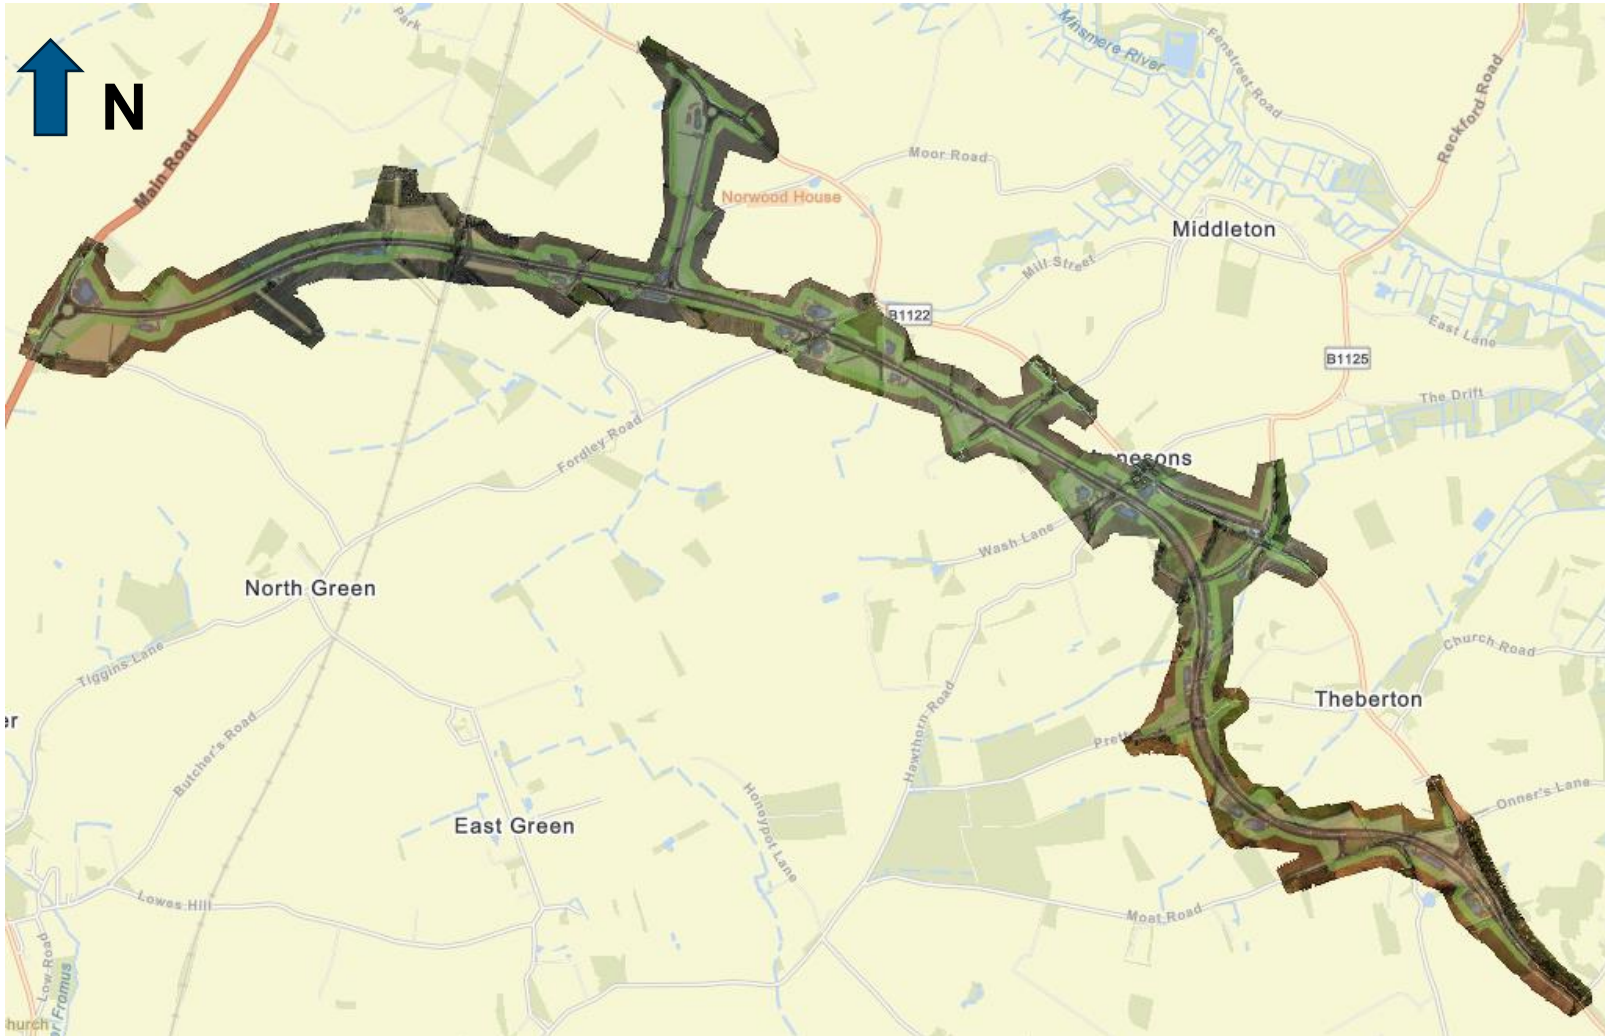 N
Park
Minsmere River
Fenstreet Road
Reckford Road
Main Road
Moor Road
Norwood House
Middleton
Mill Street
B1122
East Lane
B1125
The Drift
Fordley Road
Wash Lane
North Green
Tiggins Lane
Church Road
Theberton
Hawthorn Road
Butcher's Road
Honeypot Lane
Onner's Lane
East Green
Lowes Hill
Moat Road
Low Road
Fromus